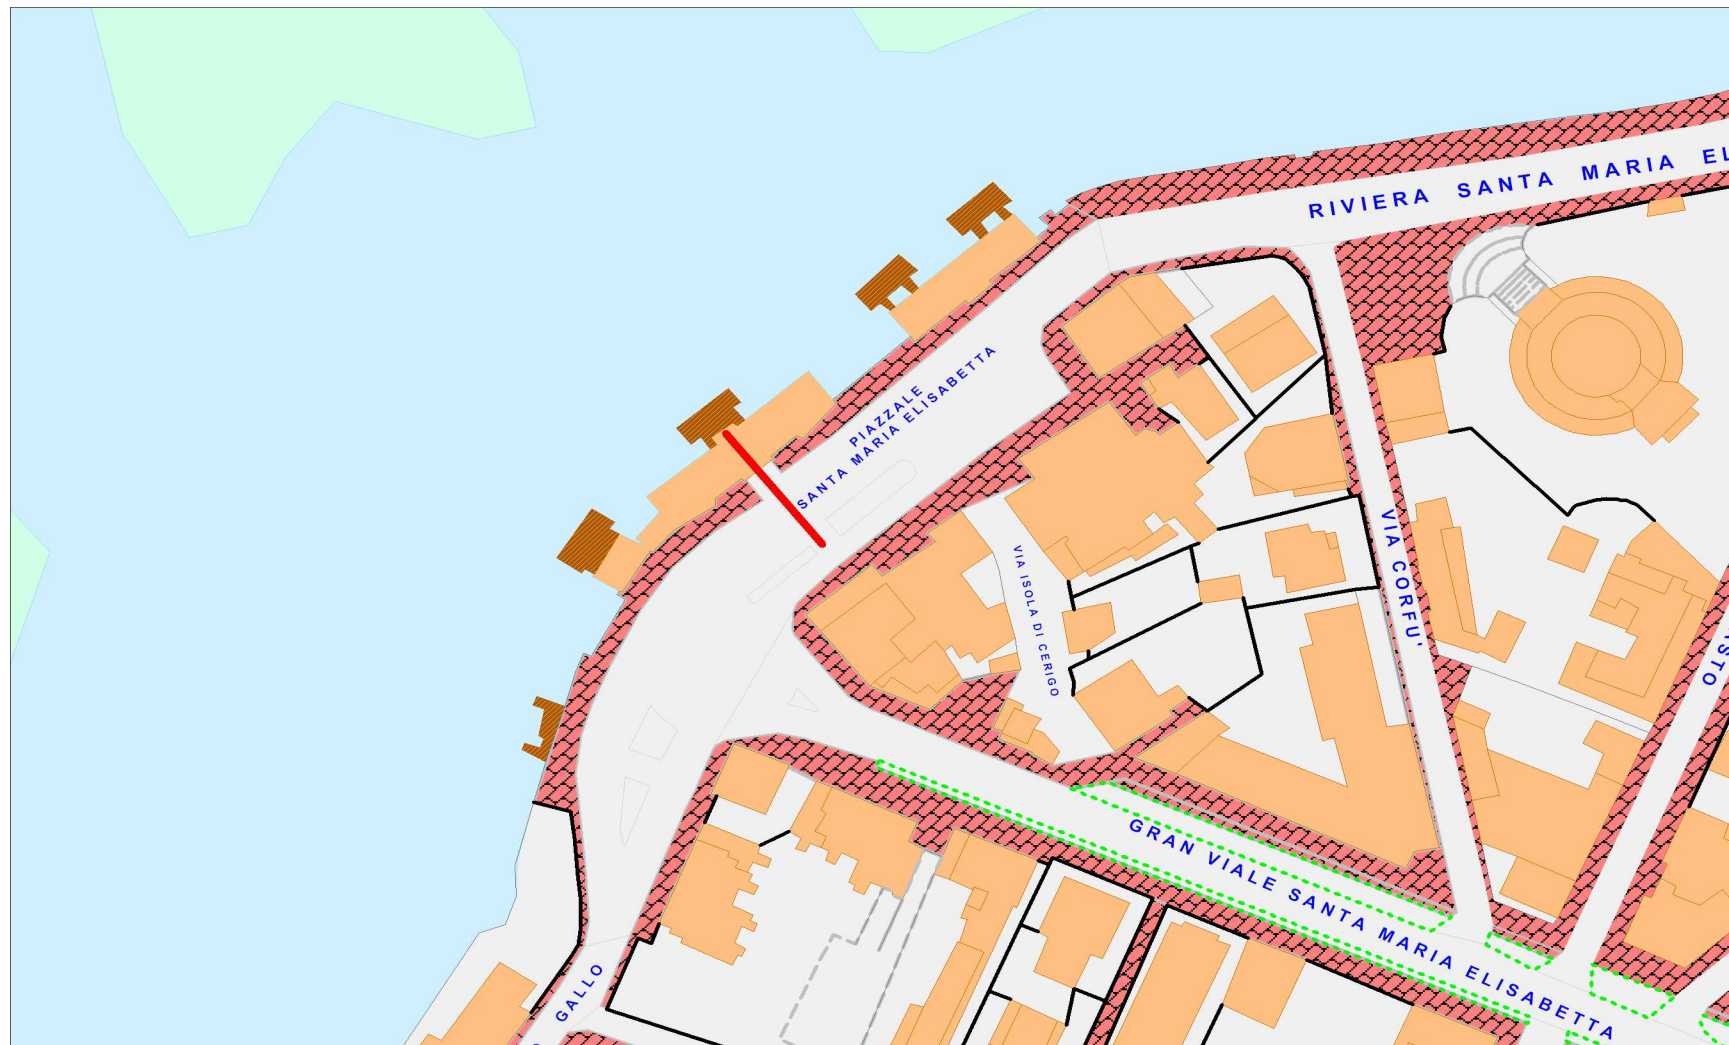 RIVIERA SANTA MARIA EL
PIAZZALE
SANTA MARIA ELISABETTA
VIA CORFU'
VIA ISOLA DI CERIGO
STO
GRAN VIALE SANTA MARIA ELISABETTA
GALLO